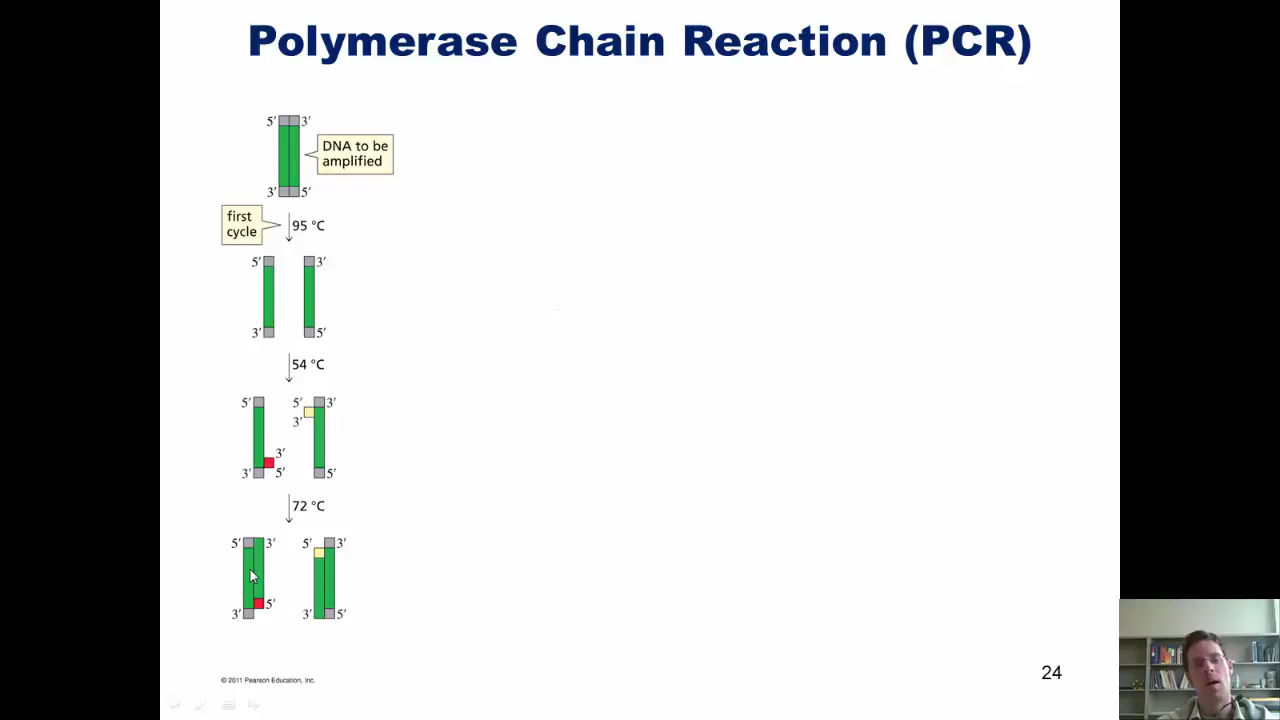 Polymerase Chain Reaction (PCR)
5′ 3′
DNA to be
amplified
3′ 5′
first
cycle
95 °C
5′ 3′
3′ 5′
54 °C
5′ 5′ 3′
3′
3′
3′ 5′ 5′
72 °C
5′ 3′ 5′ 3′
5′
3′ 3′ 5′
© 2011 Pearson Education, Inc.
24